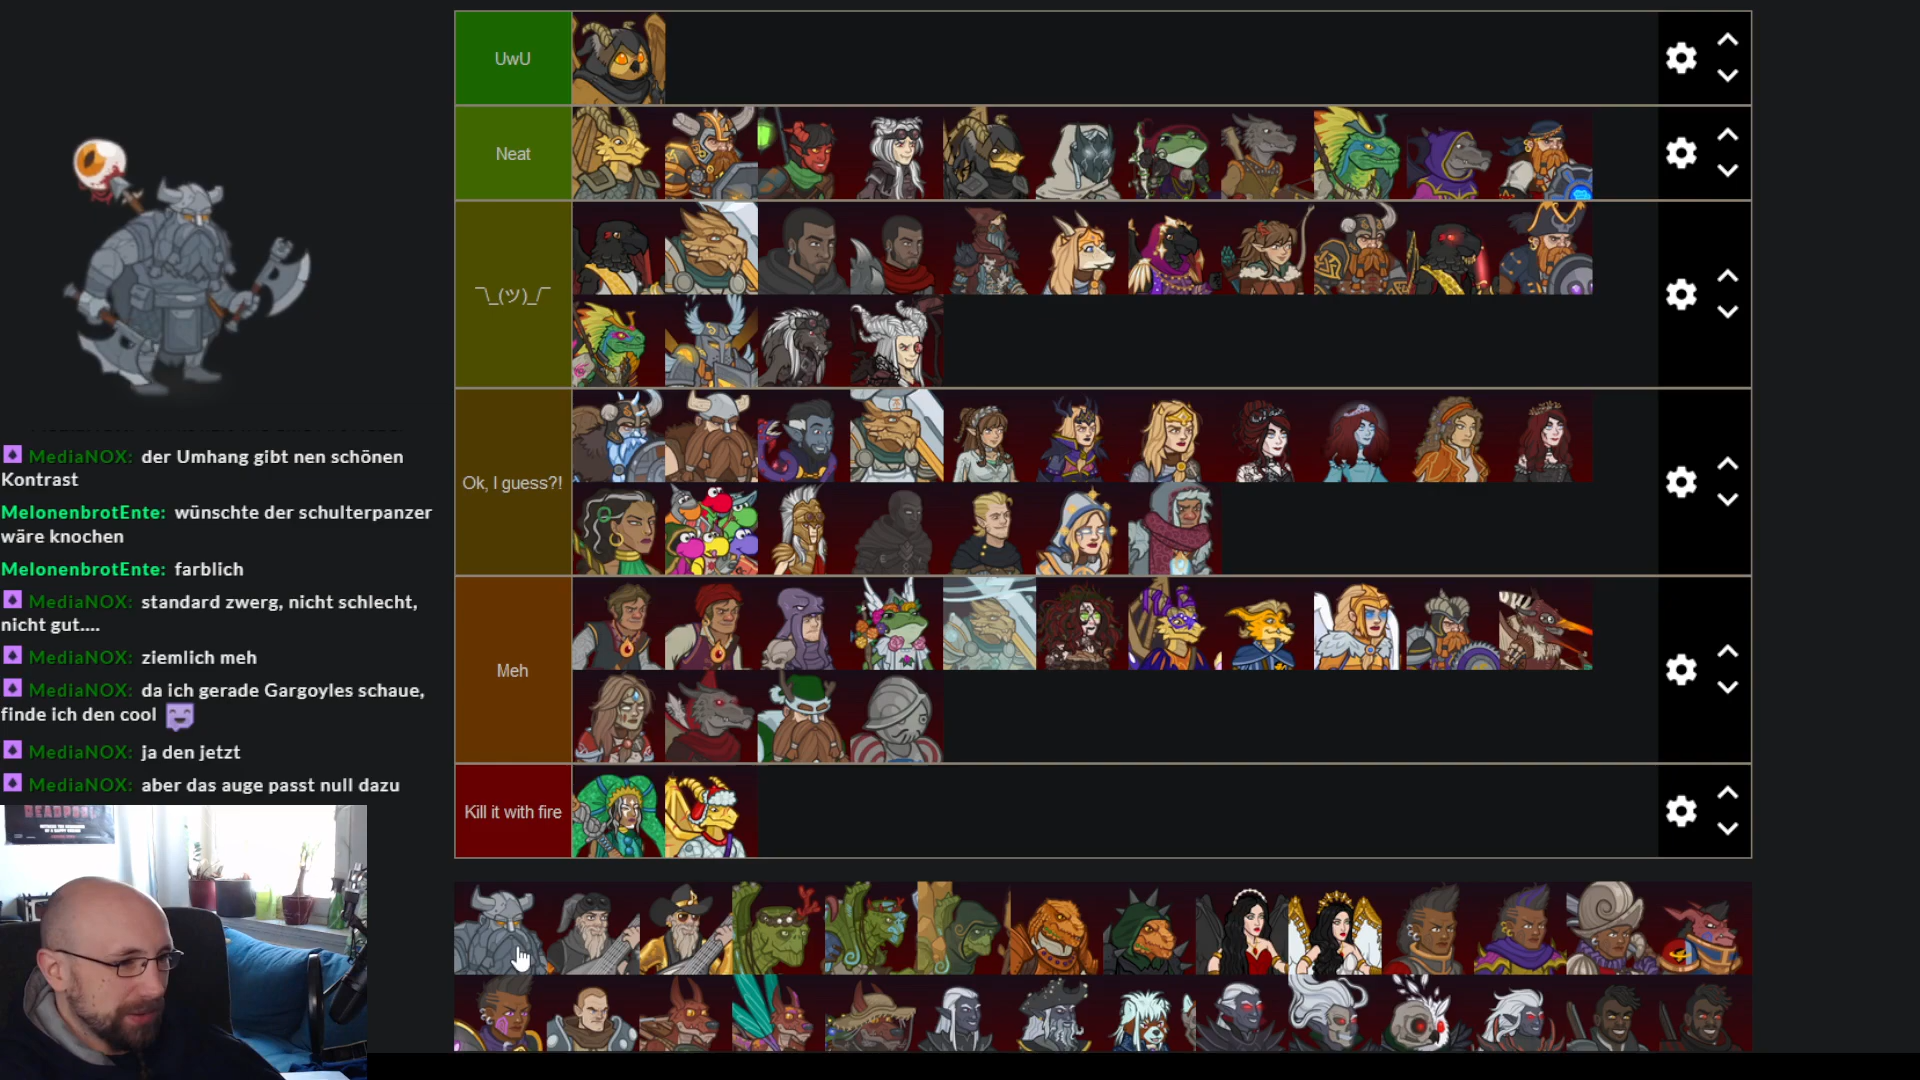 UwU
Neat
¯\_(ツ)_/¯
Ok, I guess?!
Meh
Kill it with fire
MediaNOX: der Umhang gibt nen schönen
Kontrast
MelonenbrotEnte: wünschte der schulterpanzer
wäre knochen
MelonenbrotEnte: farblich
MediaNOX: standard zwerg, nicht schlecht,
nicht gut....
MediaNOX: ziemlich meh
MediaNOX: da ich gerade Gargoyles schaue,
finde ich den cool
MediaNOX: ja den jetzt
MediaNOX: aber das auge passt null dazu
DEADPOOL